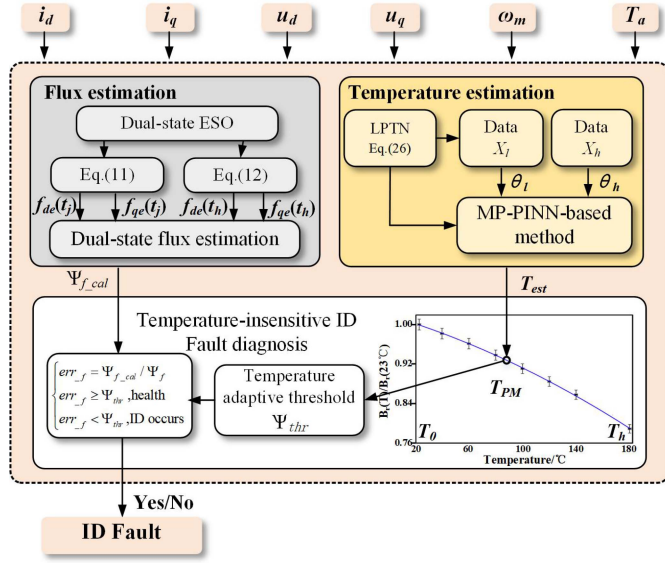 i_d i_q u_d u_q ω_m T_a
Flux estimation
Dual-state ESO
Eq.(11) Eq.(12)
f_de(t_j) f_qe(t_j) f_de(t_h) f_qe(t_h)
Dual-state flux estimation
Temperature estimation
LPTN
Eq.(26)
Data
X_l
Data
X_h
θ_l θ_h
MP-PINN-based
method
Ψ_f_cal
T_est
Temperature-insensitive ID
Fault diagnosis
err_f = Ψ_f_cal / Ψ_f
err_f ≥ Ψ_thr ,health
err_f < Ψ_thr ,ID occurs
Temperature
adaptive threshold
Ψ_thr
B_r(T)/B_r(23℃)
1.00
0.92
0.84
0.76
T_PM
T_0 T_h
20 40 60 80 100 120 140 160 180
Temperature/℃
Yes/No
ID Fault